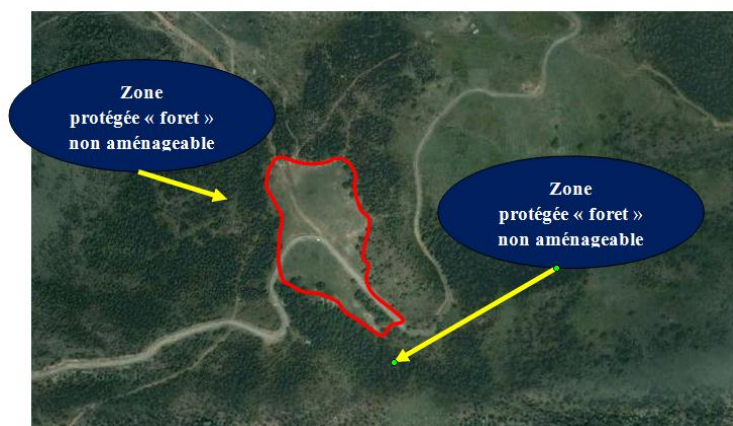 Zone
protégée « foret »
non aménageable
Zone
protégée « foret »
non aménageable